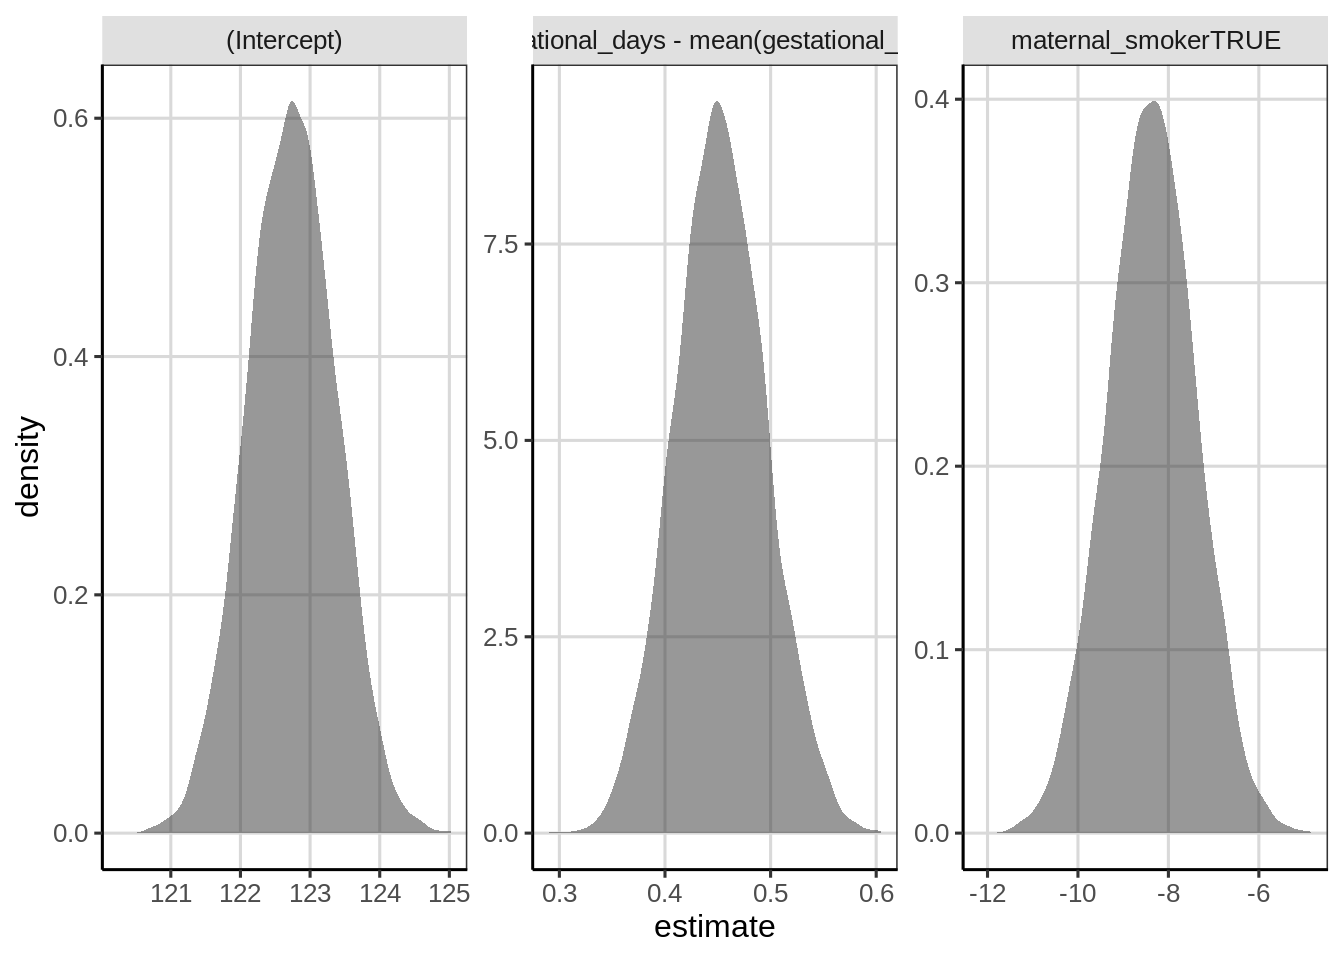 (Intercept)
ational_days - mean(gestational_
maternal_smokerTRUE
density
0.6
0.4
0.2
0.0
121 122 123 124 125
7.5
5.0
2.5
0.0
0.3 0.4 0.5 0.6
0.4
0.3
0.2
0.1
0.0
-12 -10 -8 -6
estimate